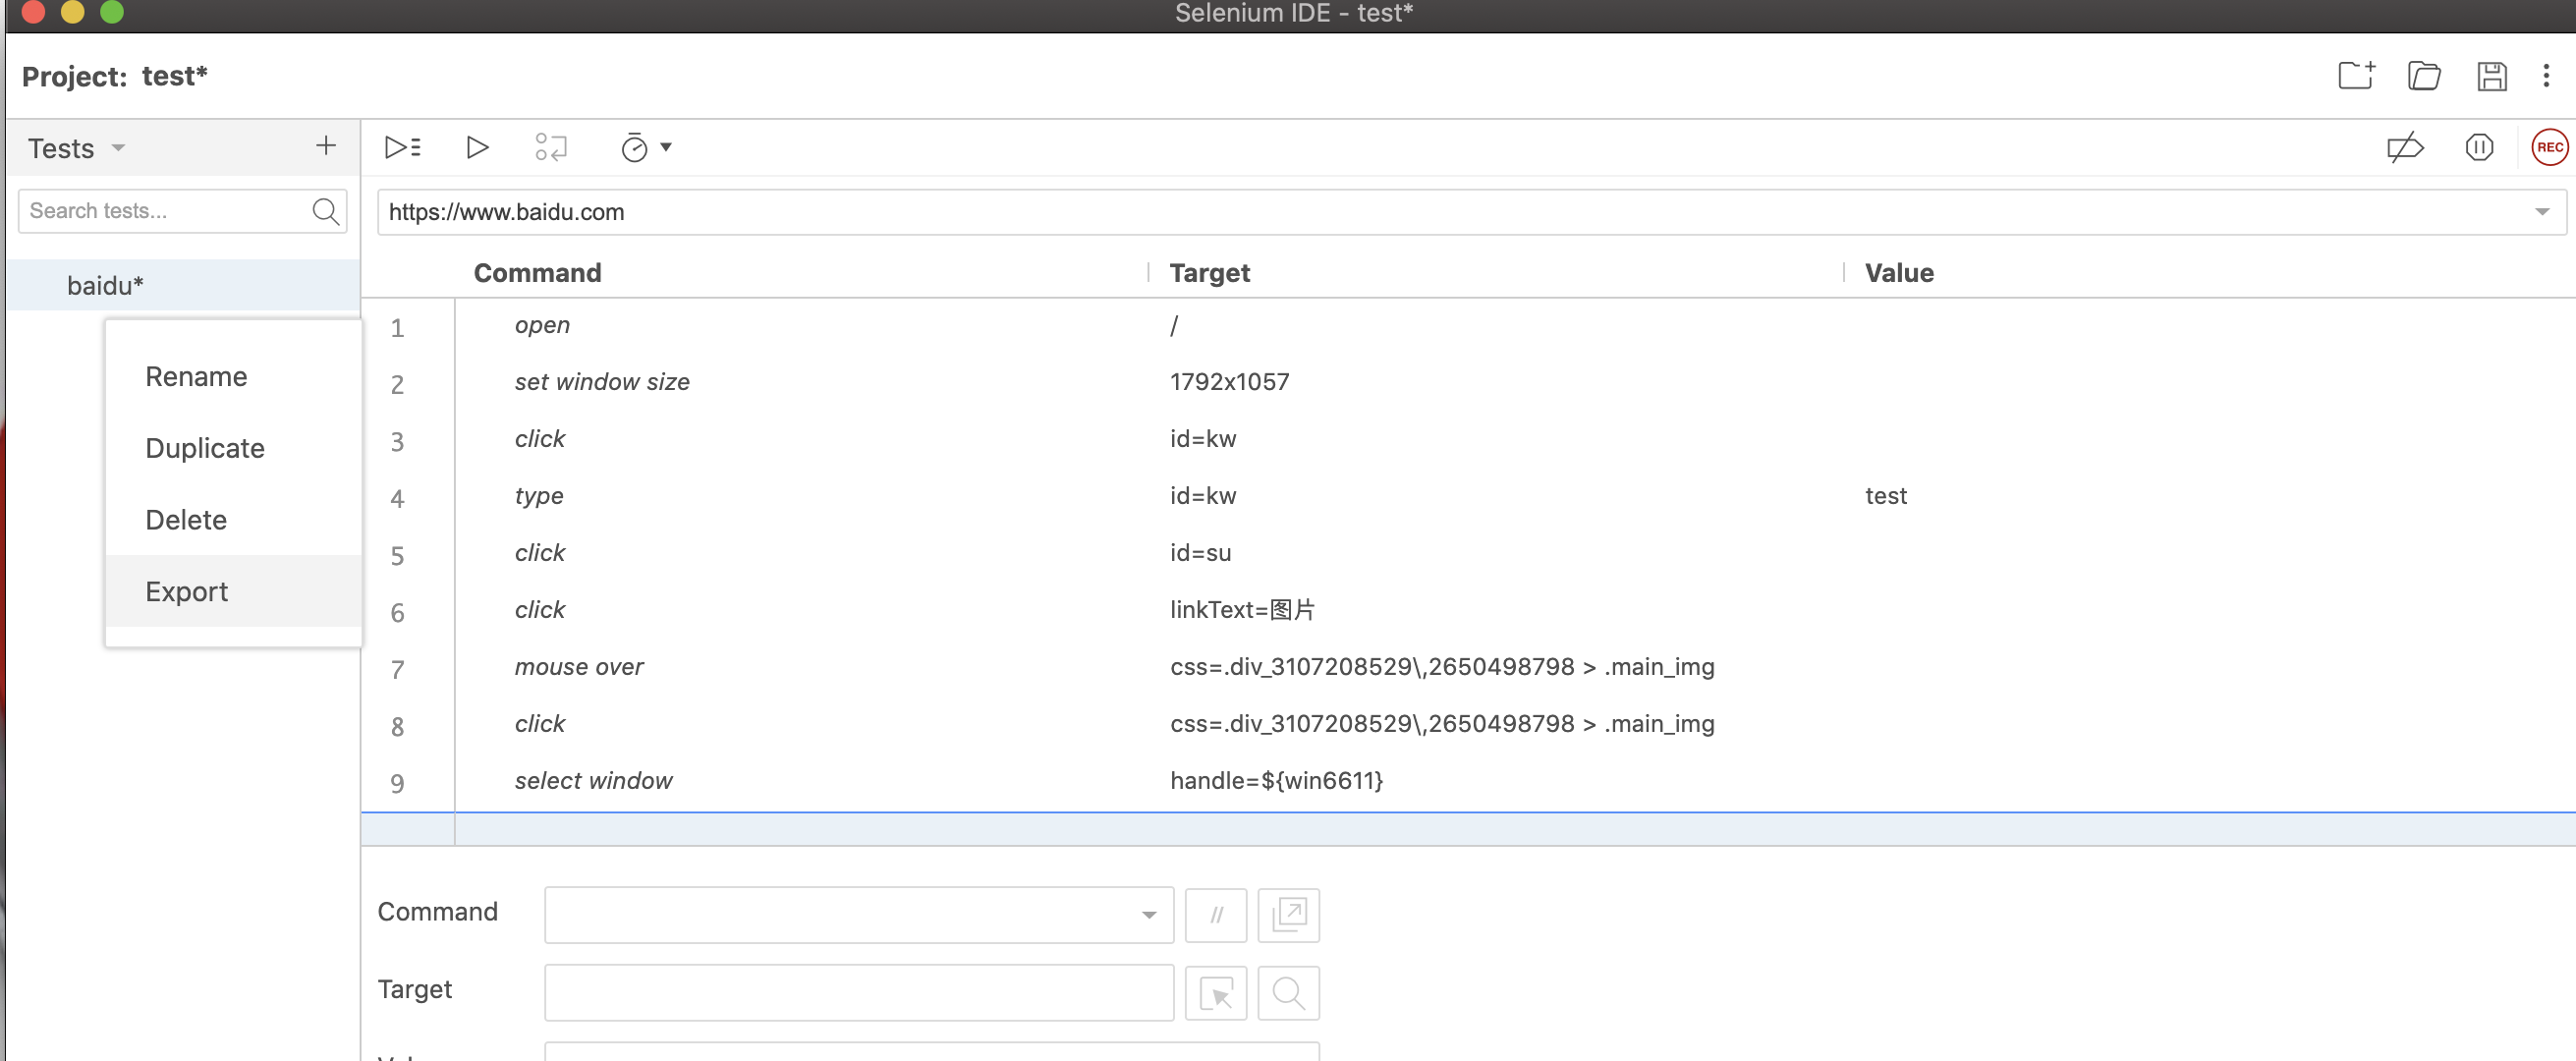 Selenium IDE - test*
Project: test*
Tests
REC
Search tests...
https://www.baidu.com
baidu*
Rename
Duplicate
Delete
Export
Command Target Value
1 open /
2 set window size 1792x1057
3 click id=kw
4 type id=kw test
5 click id=su
6 click linkText=图片
7 mouse over css=.div_3107208529\,2650498798 > .main_img
8 click css=.div_3107208529\,2650498798 > .main_img
9 select window handle=${win6611}
Command //
Target